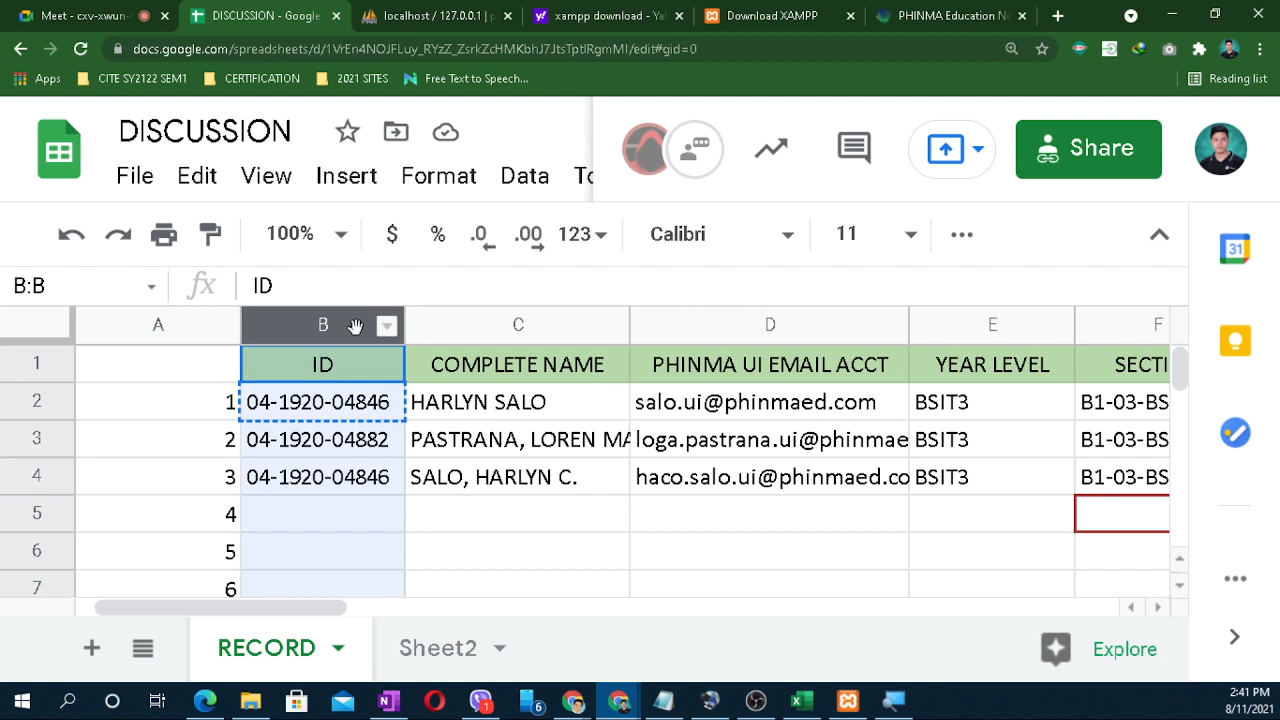 Meet - cxv-xwun-
DISCUSSION - Google
localhost / 127.0.0.1 | p
xampp download - Ya
Download XAMPP
PHINMA Education Ne
docs.google.com/spreadsheets/d/1VrEn4NOJFLuy_RYzZ_ZsrkZcHMKbhJ7JtsTptlRgmMI/edit#gid=0
Apps
CITE SY2122 SEM1
CERTIFICATION
2021 SITES
Free Text to Speech...
Reading list
DISCUSSION
File Edit View Insert Format Data To
Share
100% $ % .0 .00 123 Calibri 11
B:B fx ID
A B C D E F
1 ID COMPLETE NAME PHINMA UI EMAIL ACCT YEAR LEVEL SECTI
2 1 04-1920-04846 HARLYN SALO salo.ui@phinmaed.com BSIT3 B1-03-BS
3 2 04-1920-04882 PASTRANA, LOREN MA loga.pastrana.ui@phinmae BSIT3 B1-03-BS
4 3 04-1920-04846 SALO, HARLYN C. haco.salo.ui@phinmaed.co BSIT3 B1-03-BS
5 4
6 5
7 6
RECORD Sheet2 Explore
31
1
6
2:41 PM
8/11/2021